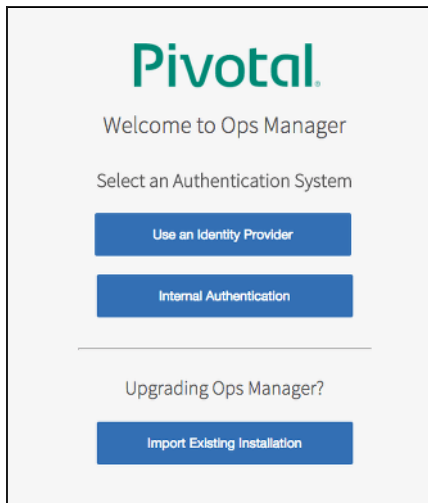 Pivotal.
Welcome to Ops Manager
Select an Authentication System
Use an Identity Provider
Internal Authentication
Upgrading Ops Manager?
Import Existing Installation